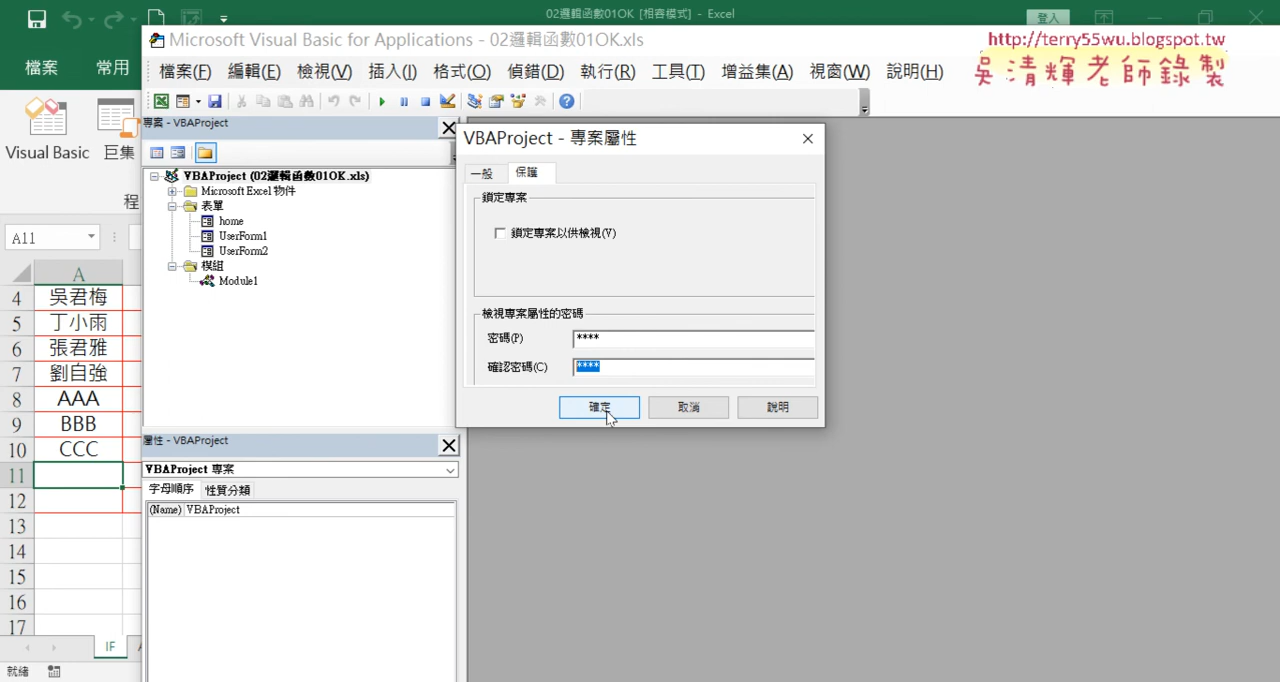 02邏輯函數01OK [相容模式] - Excel
登入
Microsoft Visual Basic for Applications - 02邏輯函數01OK.xls
http://terry55wu.blogspot.tw
吳清輝老師錄製
檔案
常用
檔案(F) 編輯(E) 檢視(V) 插入(I) 格式(O) 偵錯(D) 執行(R) 工具(T) 增益集(A) 視窗(W) 說明(H)
Visual Basic
巨集
程
專案 - VBAProject
VBAProject (02邏輯函數01OK.xls)
Microsoft Excel 物件
表單
home
UserForm1
UserForm2
模組
Module1
VBAProject - 專案屬性
一般
保護
鎖定專案
鎖定專案以供檢視(V)
檢視專案屬性的密碼
密碼(P)
****
確認密碼(C)
****
確定
取消
說明
屬性 - VBAProject
VBAProject 專案
字母順序
性質分類
(Name) VBAProject
A11
A
4 吳君梅
5 丁小雨
6 張君雅
7 劉自強
8 AAA
9 BBB
10 CCC
11
12
13
14
15
16
17
IF
就緒